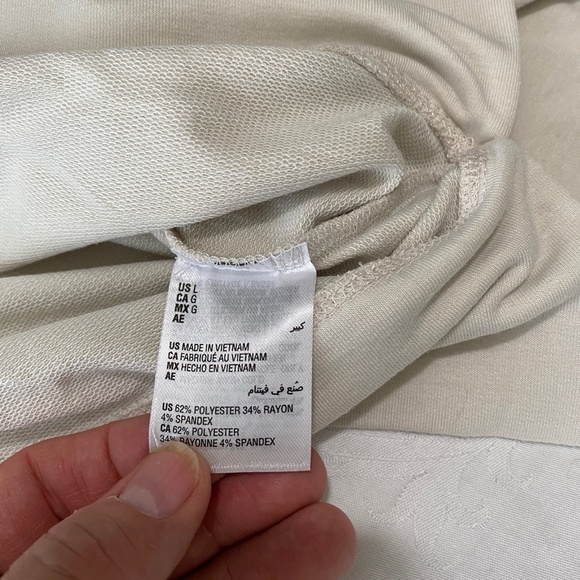 US L
CA G
MX G
AE
كبير
US MADE IN VIETNAM
CA FABRIQUÉ AU VIETNAM
MX HECHO EN VIETNAM
AE
صُنع في فيتنام
US 62% POLYESTER 34% RAYON
4% SPANDEX
CA 62% POLYESTER
34% RAYONNE 4% SPANDEX